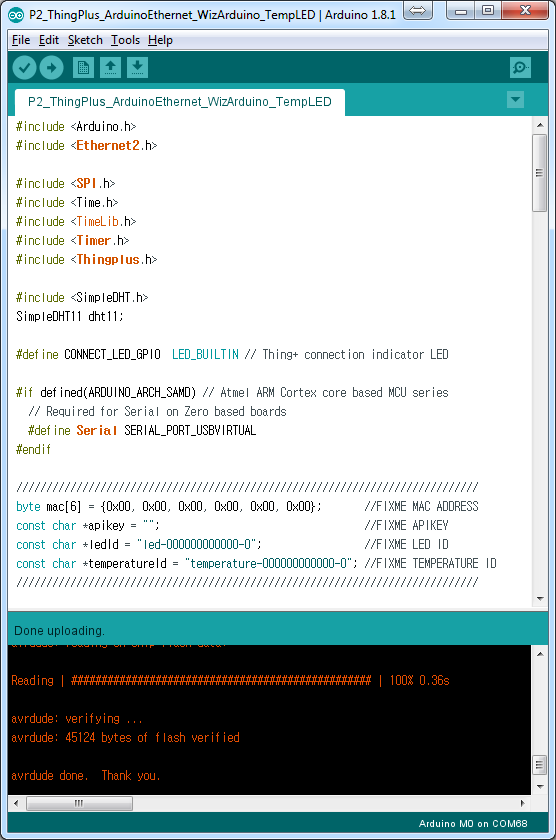 P2_ThingPlus_ArduinoEthernet_WizArduino_TempLED | Arduino 1.8.1
File Edit Sketch Tools Help
P2_ThingPlus_ArduinoEthernet_WizArduino_TempLED
#include <Arduino.h>
#include <Ethernet2.h>
#include <SPI.h>
#include <Time.h>
#include <TimeLib.h>
#include <Timer.h>
#include <Thingplus.h>
#include <SimpleDHT.h>
SimpleDHT11 dht11;
#define CONNECT_LED_GPIO  LED_BUILTIN // Thing+ connection indicator LED
#if defined(ARDUINO_ARCH_SAMD) // Atmel ARM Cortex core based MCU series
  // Required for Serial on Zero based boards
  #define Serial SERIAL_PORT_USBVIRTUAL
#endif
/////////////////////////////////////////////////////////////////////////////
byte mac[6] = {0x00, 0x00, 0x00, 0x00, 0x00, 0x00};       //FIXME MAC ADDRESS
const char *apikey = "";                                  //FIXME APIKEY
const char *ledId = "led-000000000000-0";                 //FIXME LED ID
const char *temperatureId = "temperature-000000000000-0"; //FIXME TEMPERATURE ID
/////////////////////////////////////////////////////////////////////////////
Done uploading.
avrdude: reading on-chip flash data:
Reading | ################################################## | 100% 0.36s
avrdude: verifying ...
avrdude: 45124 bytes of flash verified
avrdude done.  Thank you.
Arduino M0 on COM68